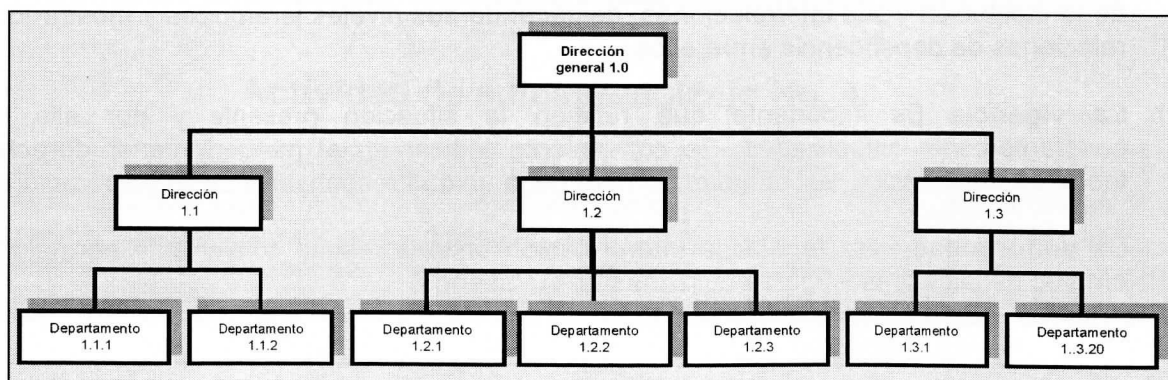 Dirección
general 1.0
Dirección
1.1
Dirección
1.2
Dirección
1.3
Departamento
1.1.1
Departamento
1.1.2
Departamento
1.2.1
Departamento
1.2.2
Departamento
1.2.3
Departamento
1.3.1
Departamento
1..3.20